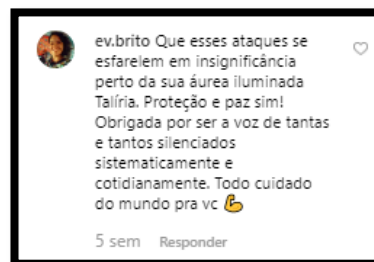 ev.brito Que esses ataques se
esfarelem em insignificância
perto da sua áurea iluminada
Talíria. Proteção e paz sim!
Obrigada por ser a voz de tantas
e tantos silenciados
sistematicamente e
cotidianamente. Todo cuidado
do mundo pra vc 💪
5 sem Responder